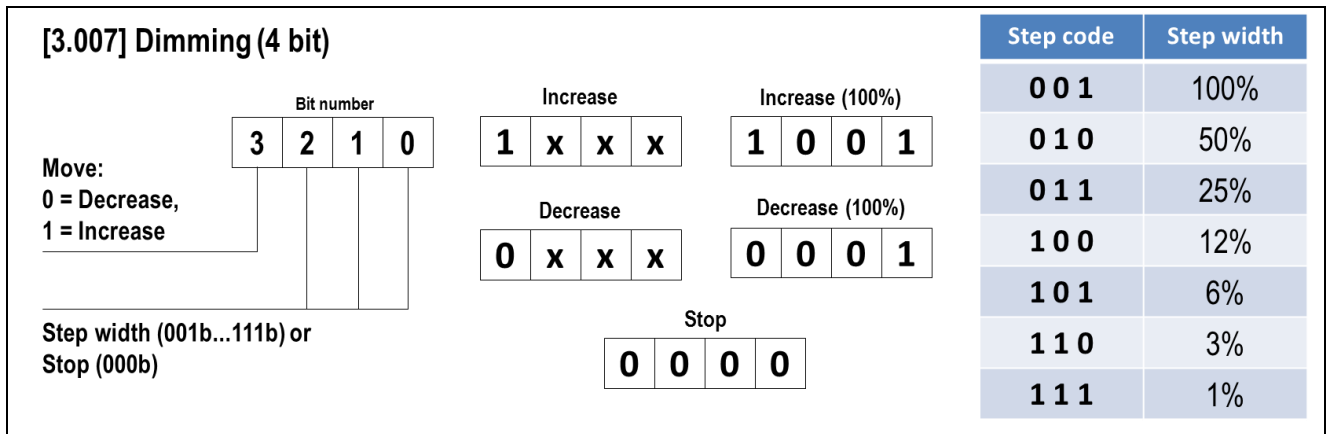 [3.007] Dimming (4 bit)
Bit number
3 2 1 0
Move:
0 = Decrease,
1 = Increase
Step width (001b...111b) or
Stop (000b)
Increase
1 x x x
Increase (100%)
1 0 0 1
Decrease
0 x x x
Decrease (100%)
0 0 0 1
Stop
0 0 0 0
Step code Step width
0 0 1 100%
0 1 0 50%
0 1 1 25%
1 0 0 12%
1 0 1 6%
1 1 0 3%
1 1 1 1%